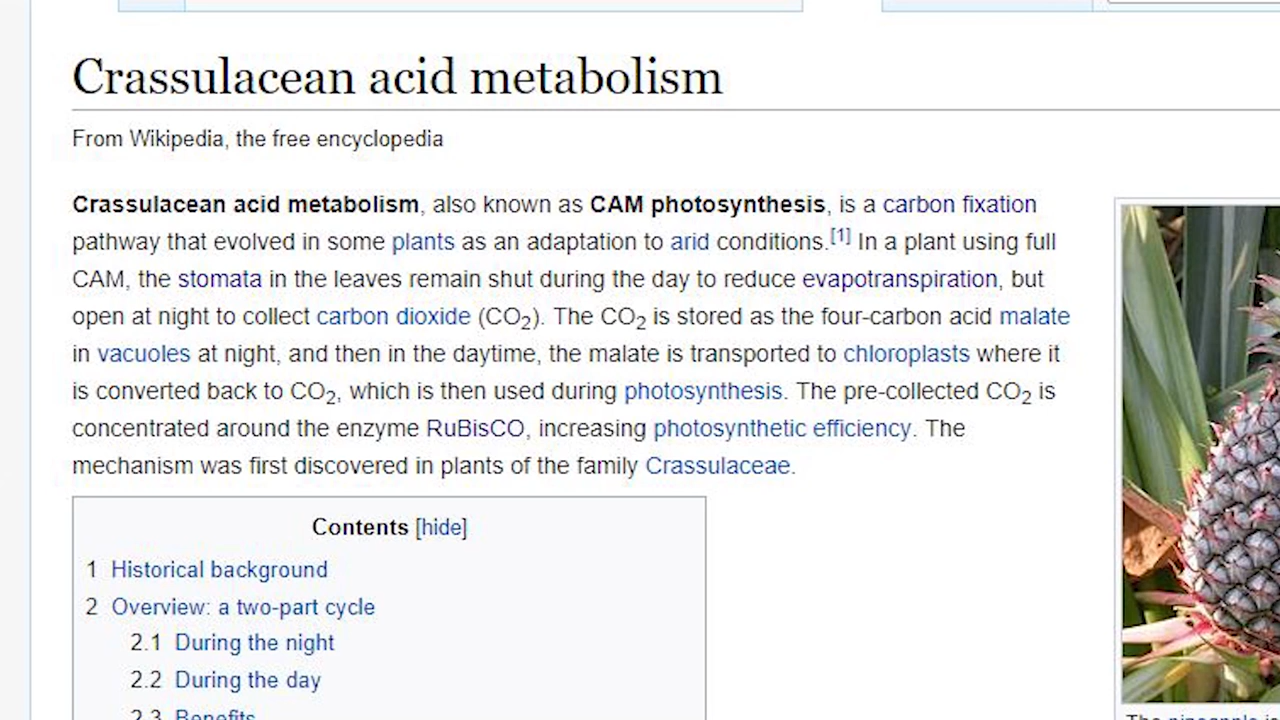 Crassulacean acid metabolism
From Wikipedia, the free encyclopedia
Crassulacean acid metabolism, also known as CAM photosynthesis, is a carbon fixation
pathway that evolved in some plants as an adaptation to arid conditions.[1] In a plant using full
CAM, the stomata in the leaves remain shut during the day to reduce evapotranspiration, but
open at night to collect carbon dioxide (CO₂). The CO₂ is stored as the four-carbon acid malate
in vacuoles at night, and then in the daytime, the malate is transported to chloroplasts where it
is converted back to CO₂, which is then used during photosynthesis. The pre-collected CO₂ is
concentrated around the enzyme RuBisCO, increasing photosynthetic efficiency. The
mechanism was first discovered in plants of the family Crassulaceae.
Contents [hide]
1 Historical background
2 Overview: a two-part cycle
2.1 During the night
2.2 During the day
2.3 Benefits
The pineapple is